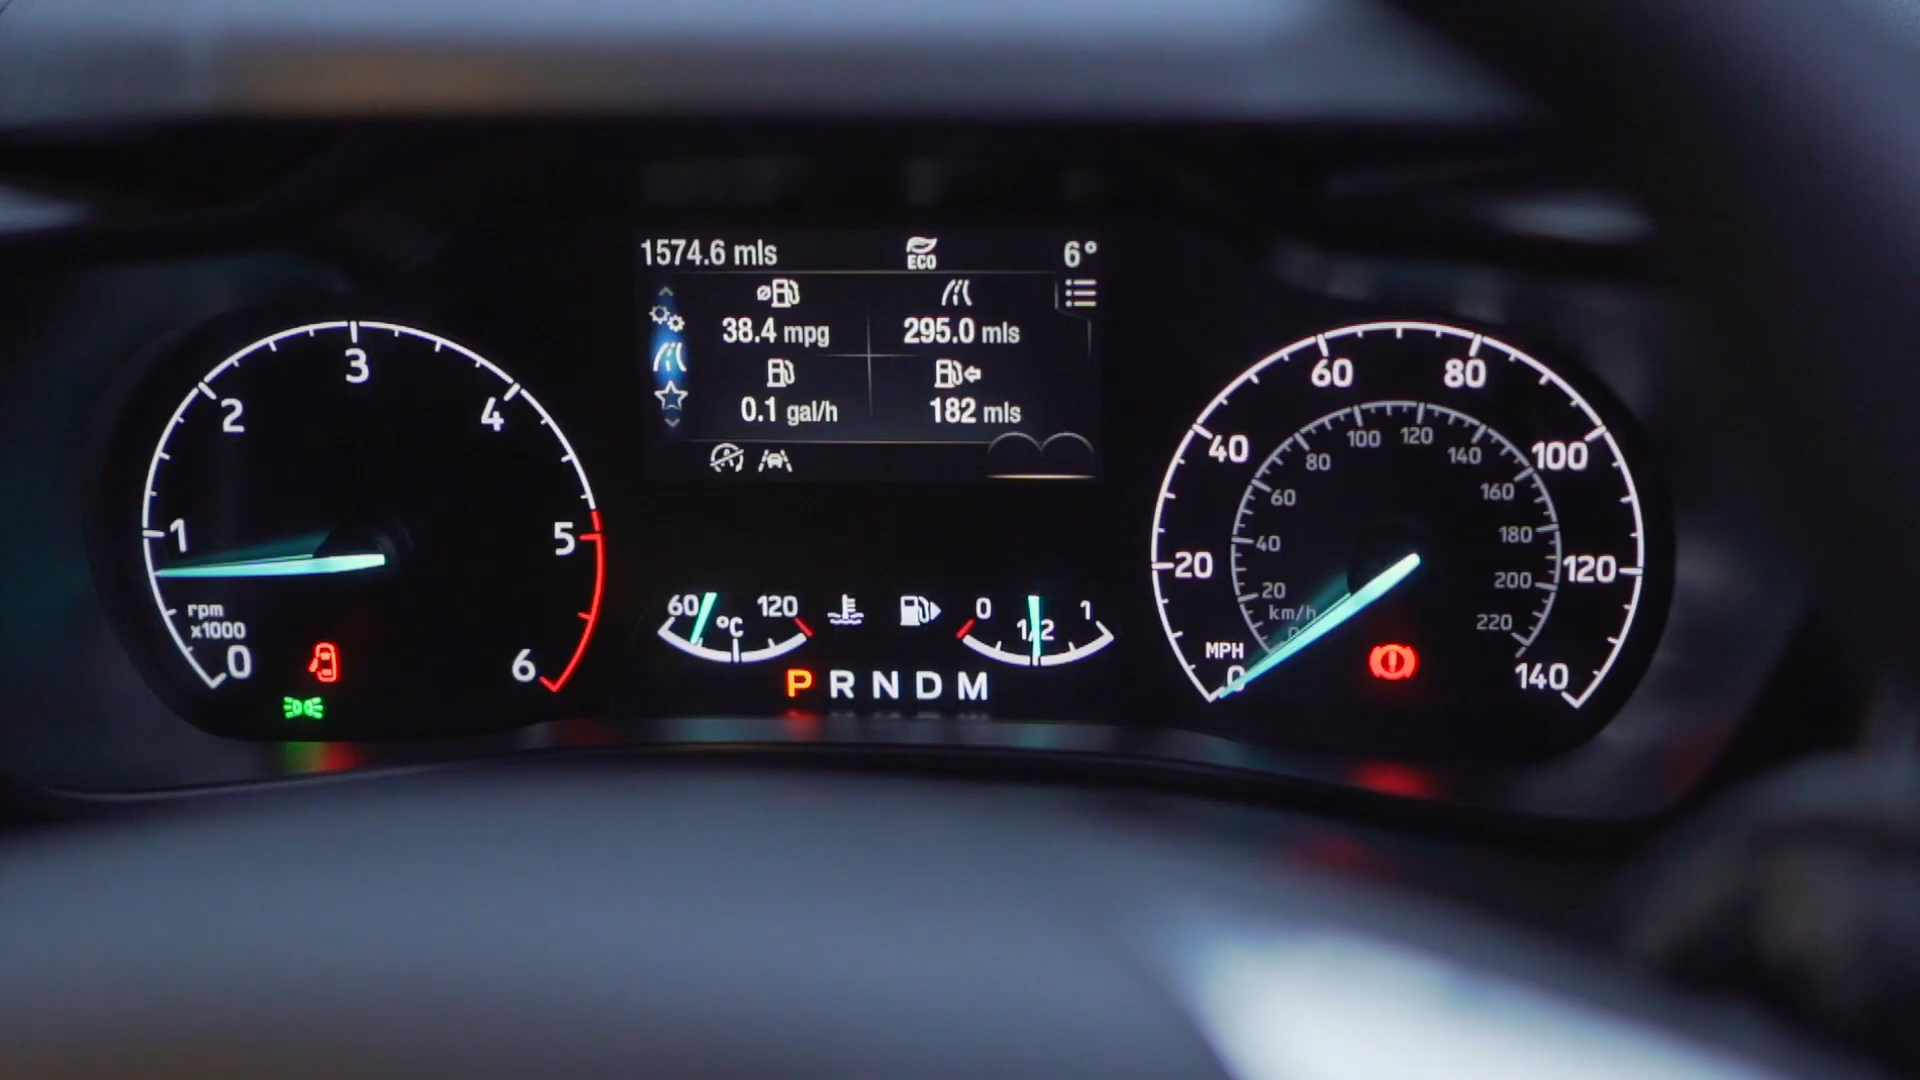 1574.6 mls ECO 6°
38.4 mpg 295.0 mls
0.1 gal/h 182 mls
0 1 2 3 4 5 6
rpm
x1000
60 °C 120
0 1/2 1
P R N D M
0 20 40 60 80 100 120 140
MPH
0 20 40 60 80 100 120 140 160 180 200 220
km/h